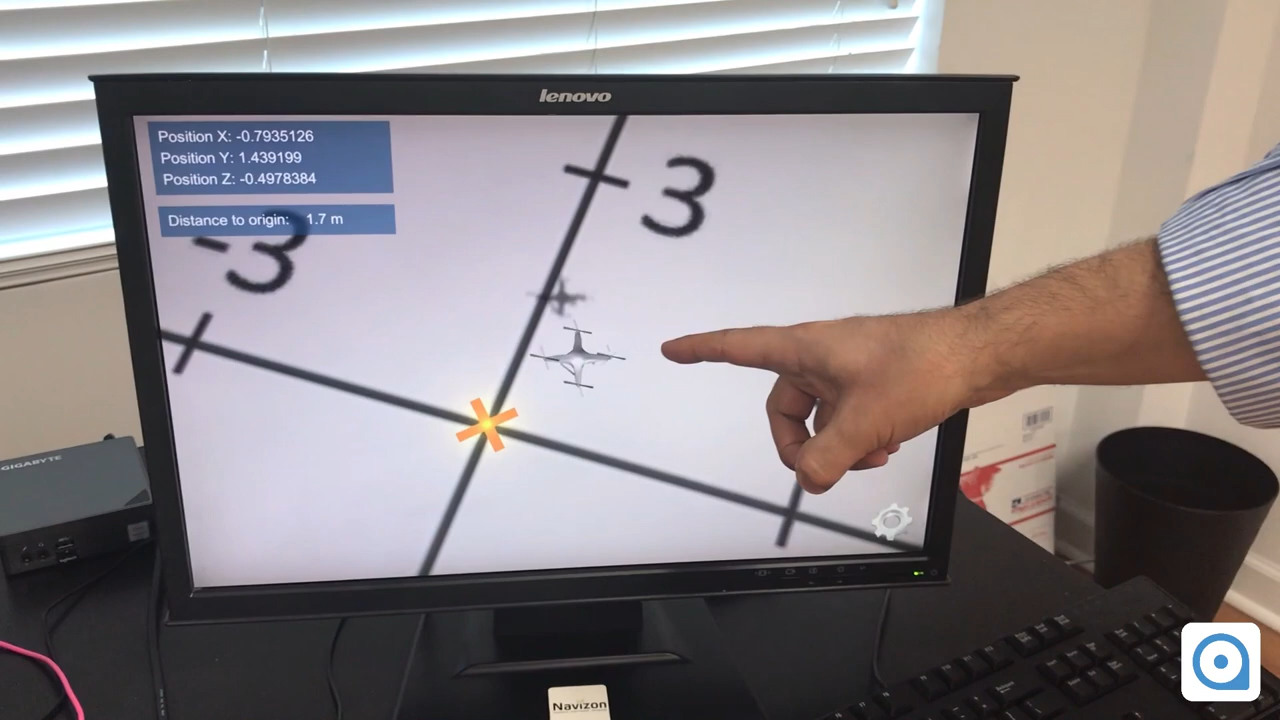 lenovo
Position X: -0.7935126
Position Y: 1.439199
Position Z: -0.4978384
Distance to origin: 1.7 m
3
-3
GIGABYTE
Navizon